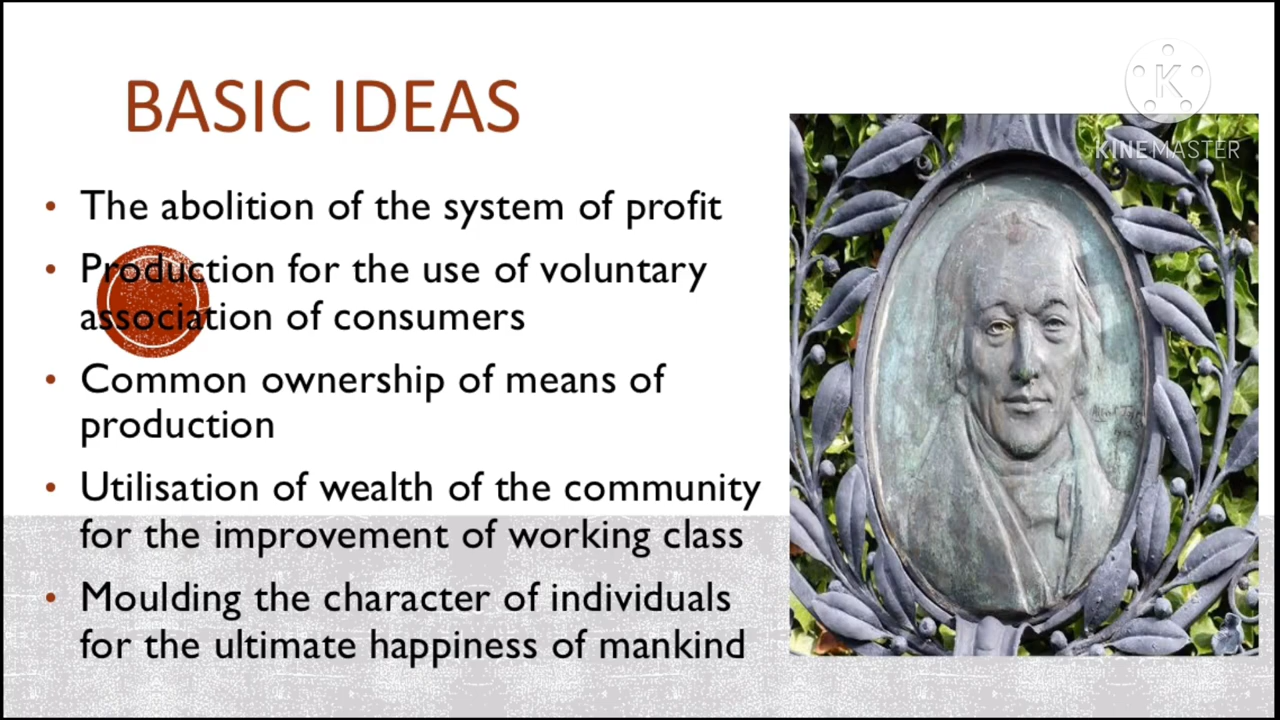 BASIC IDEAS
• The abolition of the system of profit
• Production for the use of voluntary
association of consumers
• Common ownership of means of
production
• Utilisation of wealth of the community
for the improvement of working class
• Moulding the character of individuals
for the ultimate happiness of mankind
K
KINEMASTER